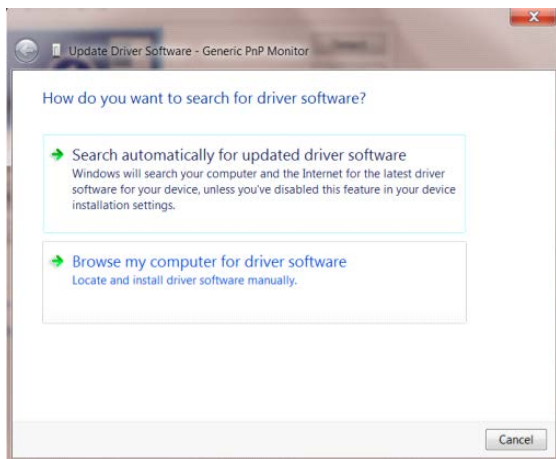 Update Driver Software - Generic PnP Monitor
How do you want to search for driver software?
Search automatically for updated driver software
Windows will search your computer and the Internet for the latest driver
software for your device, unless you've disabled this feature in your device
installation settings.
Browse my computer for driver software
Locate and install driver software manually.
Cancel